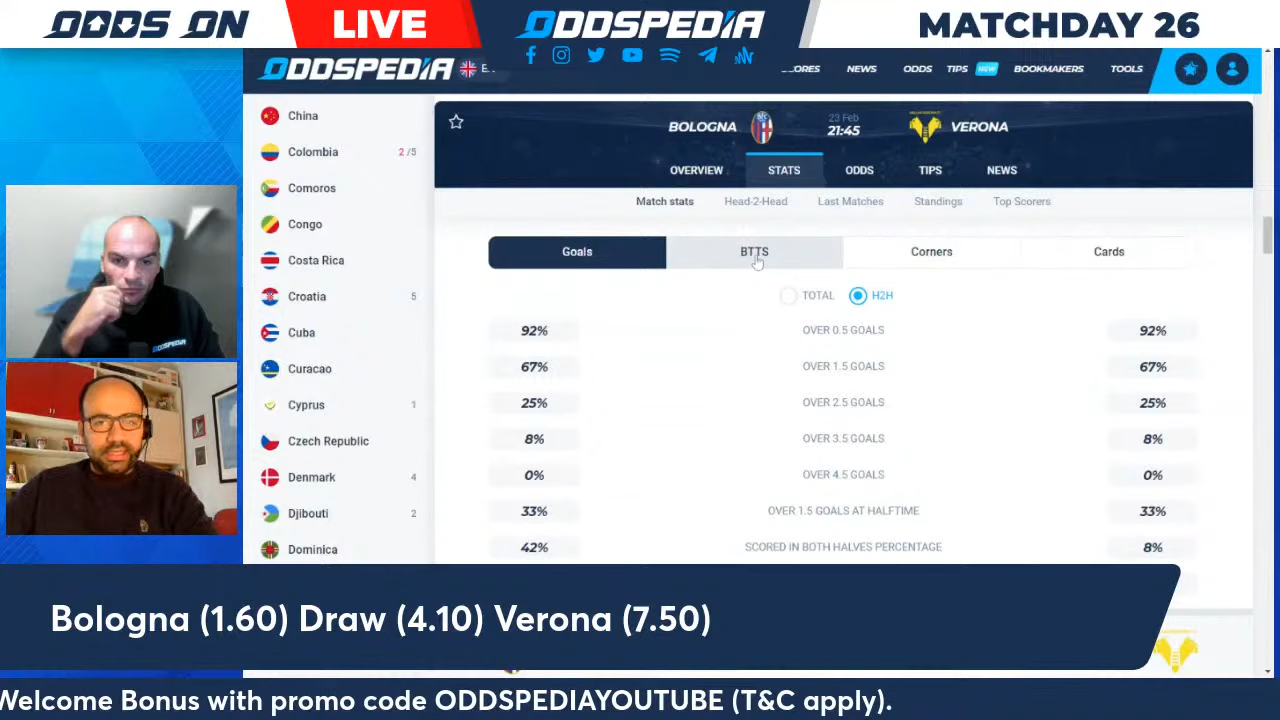 ODDS ON
LIVE
ODDSPEDIA
MATCHDAY 26
ODDSPEDIA
NEWS
ODDS
TIPS NEW
BOOKMAKERS
TOOLS
China
Colombia 2/5
Comoros
Congo
Costa Rica
Croatia 5
Cuba
Curacao
Cyprus 1
Czech Republic
Denmark 4
Djibouti 2
Dominica
BOLOGNA
23 Feb
21:45
VERONA
OVERVIEW STATS ODDS TIPS NEWS
Match stats Head-2-Head Last Matches Standings Top Scorers
Goals BTTS Corners Cards
TOTAL H2H
92% OVER 0.5 GOALS 92%
67% OVER 1.5 GOALS 67%
25% OVER 2.5 GOALS 25%
8% OVER 3.5 GOALS 8%
0% OVER 4.5 GOALS 0%
33% OVER 1.5 GOALS AT HALFTIME 33%
42% SCORED IN BOTH HALVES PERCENTAGE 8%
ODDSPEDIA
Bologna (1.60) Draw (4.10) Verona (7.50)
Welcome Bonus with promo code ODDSPEDIAYOUTUBE (T&C apply).